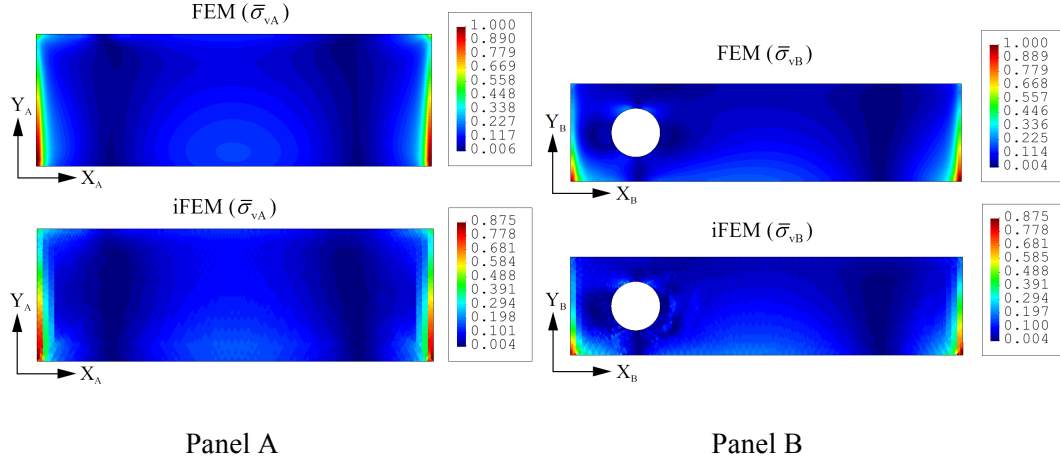 FEM (σ̄vA)
1.000
0.890
0.779
0.669
0.558
0.448
0.338
0.227
0.117
0.006
YA
XA
iFEM (σ̄vA)
0.875
0.778
0.681
0.584
0.488
0.391
0.294
0.198
0.101
0.004
YA
XA
Panel A
FEM (σ̄vB)
1.000
0.889
0.779
0.668
0.557
0.446
0.336
0.225
0.114
0.004
YB
XB
iFEM (σ̄vB)
0.875
0.778
0.681
0.585
0.488
0.391
0.294
0.197
0.100
0.004
YB
XB
Panel B